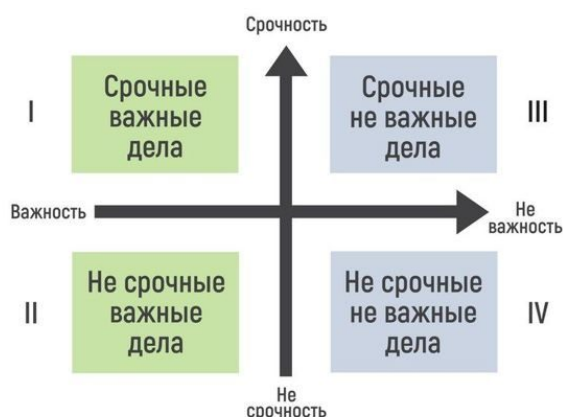 Срочность
I
Срочные
важные
дела
Срочные
не важные
дела
III
Важность
Не
важность
II
Не срочные
важные
дела
Не срочные
не важные
дела
IV
Не
срочность